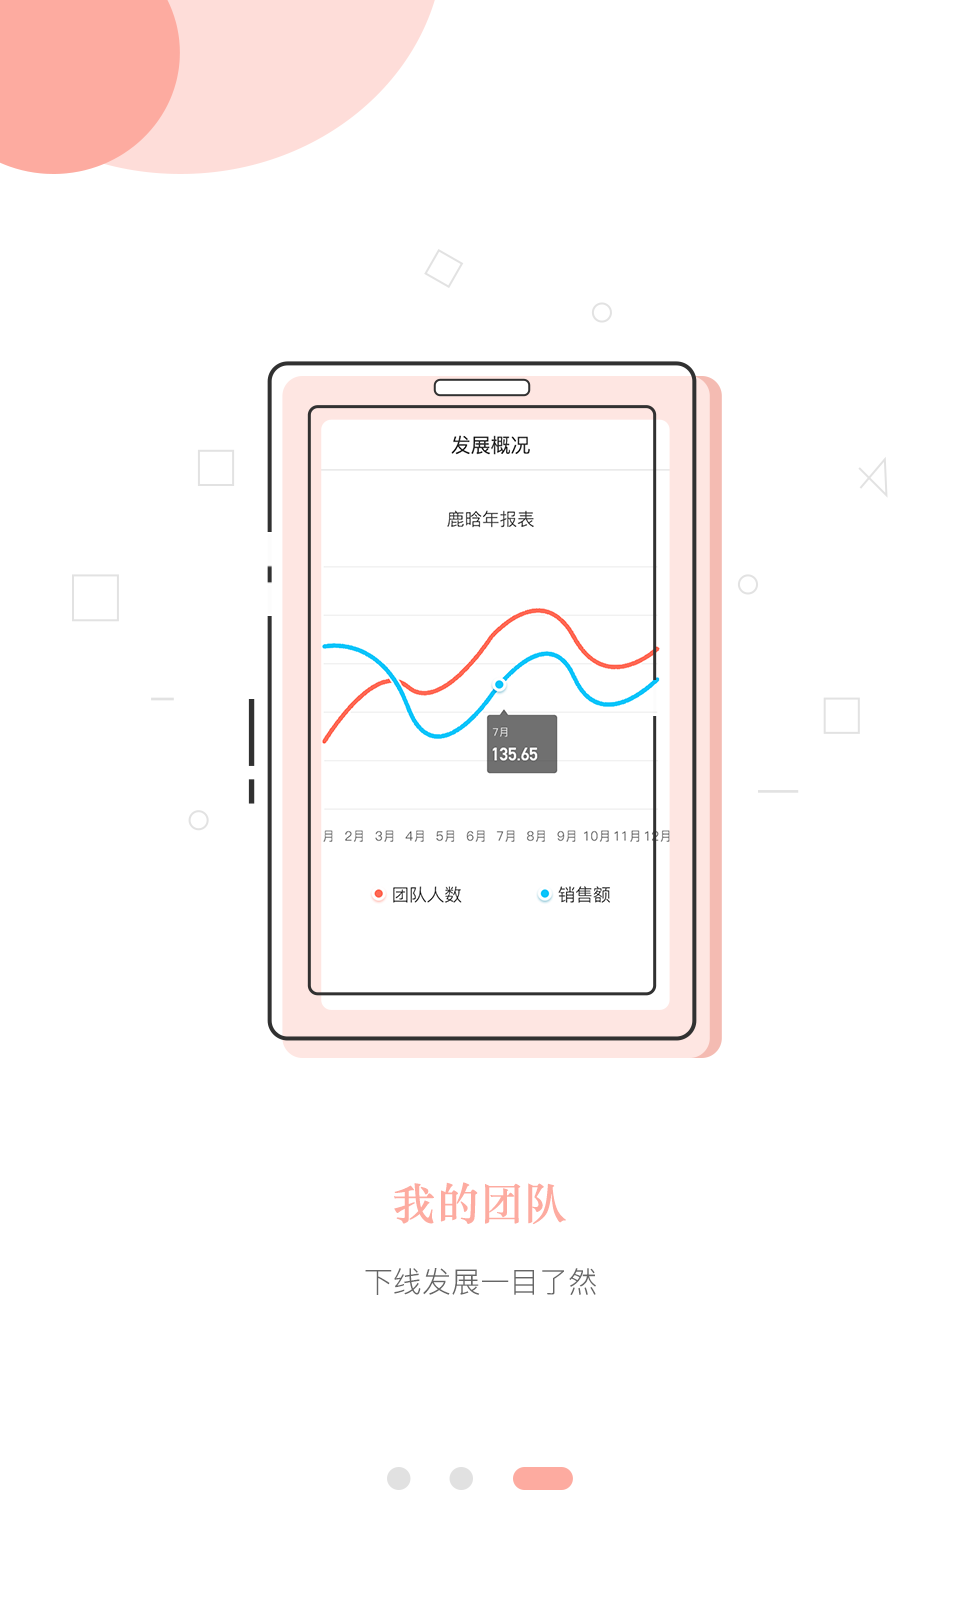 发展概况
鹿晗年报表
7月
135.65
月 2月 3月 4月 5月 6月 7月 8月 9月 10月 11月 12月
团队人数 销售额
我的团队
下线发展一目了然